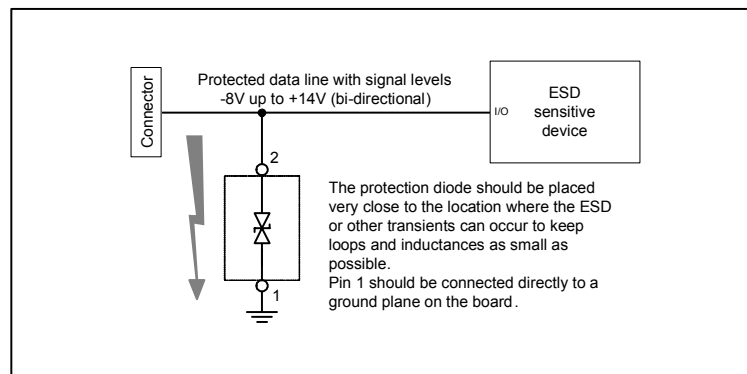 Connector
Protected data line with signal levels
-8V up to +14V (bi-directional)
I/O
ESD
sensitive
device
2
The protection diode should be placed
very close to the location where the ESD
or other transients can occur to keep
loops and inductances as small as
possible.
Pin 1 should be connected directly to a
ground plane on the board.
1